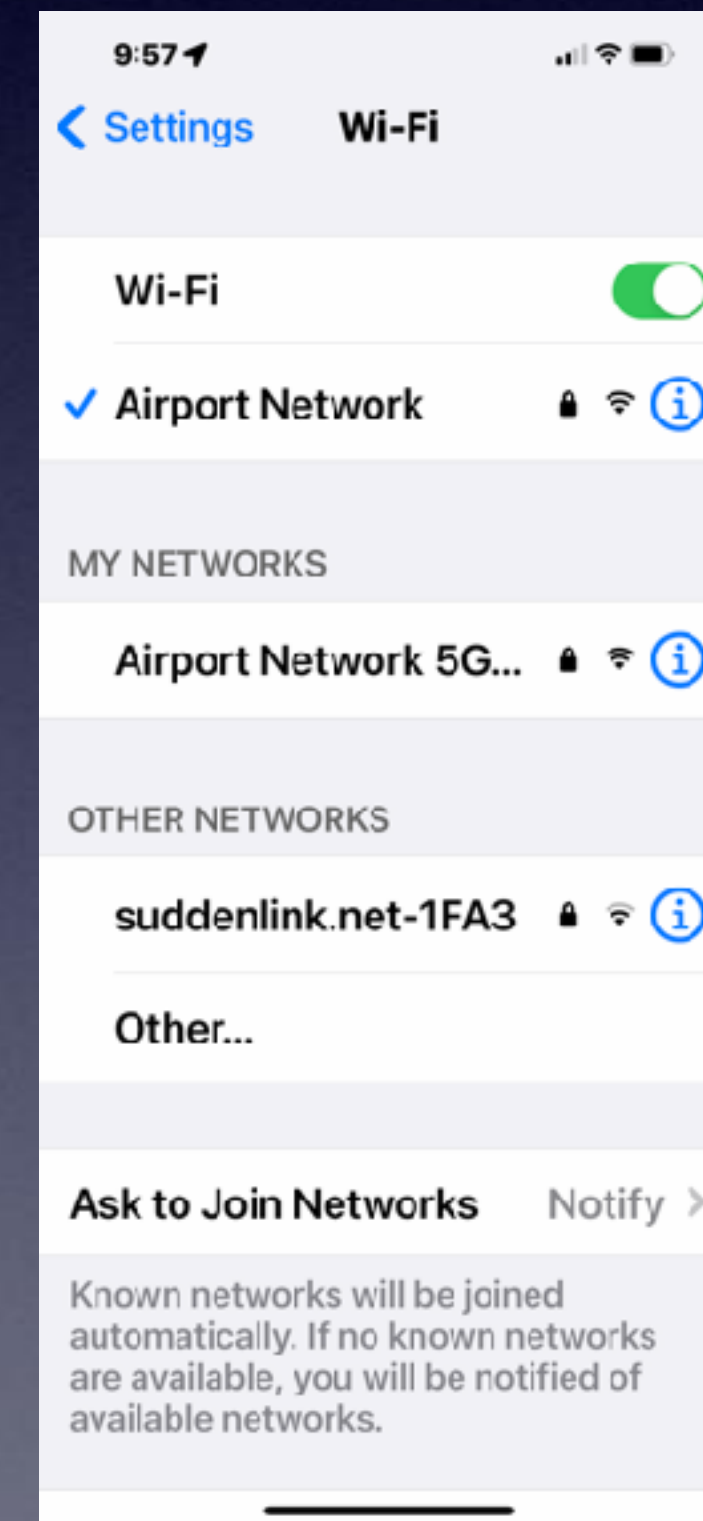 9:57
Settings Wi-Fi
Wi-Fi
Airport Network
MY NETWORKS
Airport Network 5G...
OTHER NETWORKS
suddenlink.net-1FA3
Other...
Ask to Join Networks Notify
Known networks will be joined
automatically. If no known networks
are available, you will be notified of
available networks.